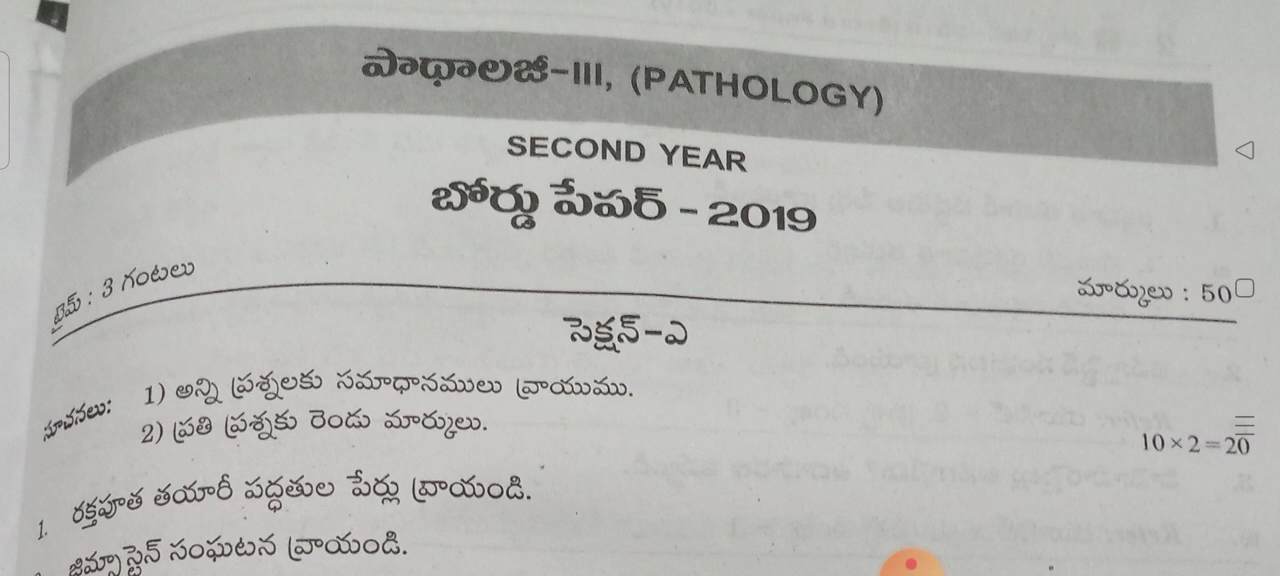 పాథాలజీ-III, (PATHOLOGY)
SECOND YEAR
బోర్డు పేపర్ - 2019
టైమ్ : 3 గంటలు
మార్కులు : 50
సెక్షన్-ఎ
సూచనలు: 1) అన్ని ప్రశ్నలకు సమాధానములు వ్రాయుము.
2) ప్రతి ప్రశ్నకు రెండు మార్కులు.
10 × 2 = 20
1. రక్తపూత తయారీ పద్ధతుల పేర్లు వ్రాయండి.
జిమ్సాస్టైన్ సంఘటన వ్రాయండి.